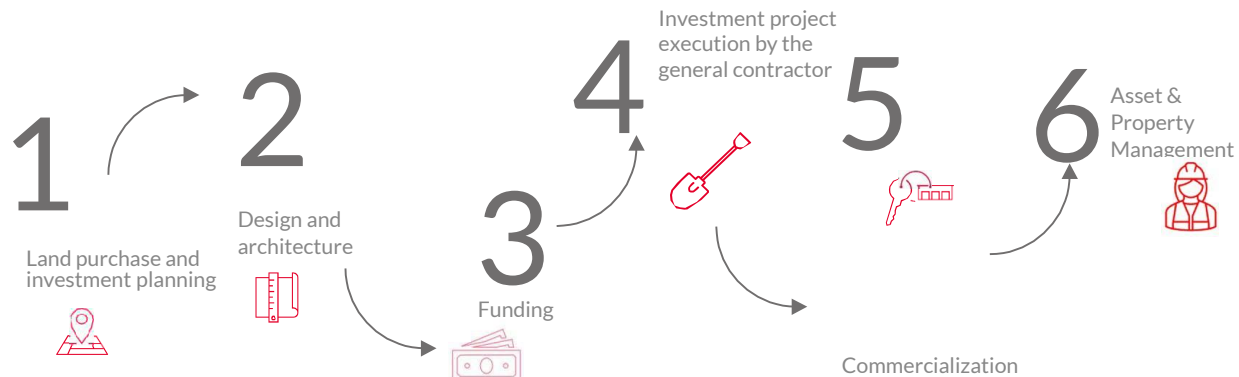 1
Land purchase and
investment planning
2
Design and
architecture
3
Funding
4
Investment project
execution by the
general contractor
5
Commercialization
6
Asset &
Property
Management